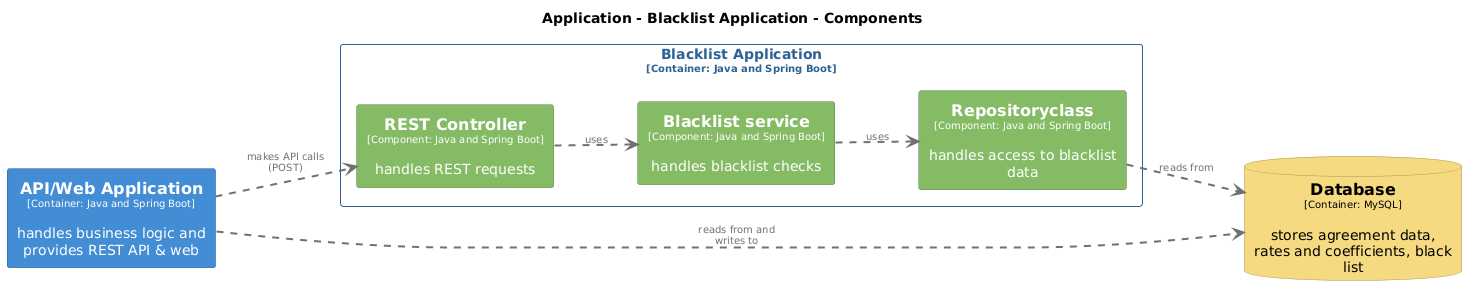 Application - Blacklist Application - Components
Blacklist Application
[Container: Java and Spring Boot]
API/Web Application
[Container: Java and Spring Boot]
handles business logic and
provides REST API & web
makes API calls
(POST)
REST Controller
[Component: Java and Spring Boot]
handles REST requests
uses
Blacklist service
[Component: Java and Spring Boot]
handles blacklist checks
uses
Repositoryclass
[Component: Java and Spring Boot]
handles access to blacklist
data
reads from
reads from and
writes to
Database
[Container: MySQL]
stores agreement data,
rates and coefficients, black
list